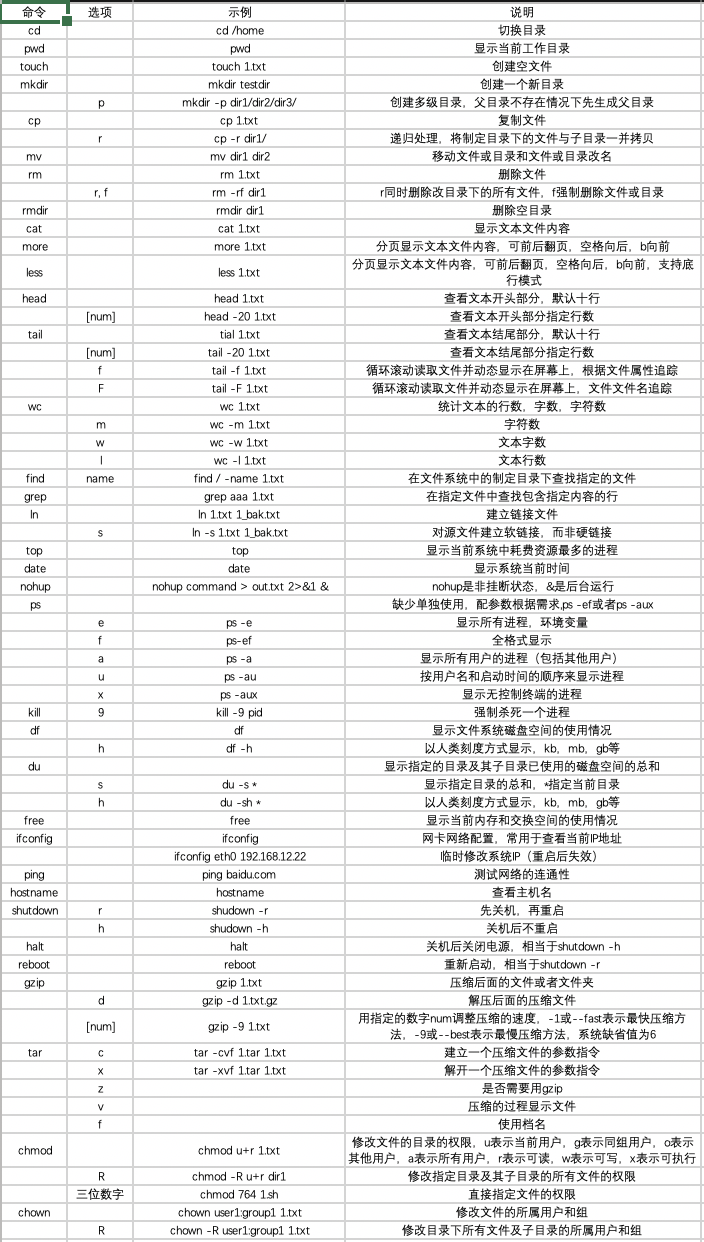 命令 选项 示例 说明
cd cd /home 切换目录
pwd pwd 显示当前工作目录
touch touch 1.txt 创建空文件
mkdir mkdir testdir 创建一个新目录
p mkdir -p dir1/dir2/dir3/ 创建多级目录，父目录不存在情况下先生成父目录
cp cp 1.txt 复制文件
r cp -r dir1/ 递归处理，将制定目录下的文件与子目录一并拷贝
mv mv dir1 dir2 移动文件或目录和文件或目录改名
rm rm 1.txt 删除文件
r, f rm -rf dir1 r同时删除改目录下的所有文件，f强制删除文件或目录
rmdir rmdir dir1 删除空目录
cat cat 1.txt 显示文本文件内容
more more 1.txt 分页显示文本文件内容，可前后翻页，空格向后，b向前
less less 1.txt 分页显示文本文件内容，可前后翻页，空格向后，b向前，支持底
行模式
head head 1.txt 查看文本开头部分，默认十行
[num] head -20 1.txt 查看文本开头部分指定行数
tail tial 1.txt 查看文本结尾部分，默认十行
[num] tail -20 1.txt 查看文本结尾部分指定行数
f tail -f 1.txt 循环滚动读取文件并动态显示在屏幕上，根据文件属性追踪
F tail -F 1.txt 循环滚动读取文件并动态显示在屏幕上，文件文件名追踪
wc wc 1.txt 统计文本的行数，字数，字符数
m wc -m 1.txt 字符数
w wc -w 1.txt 文本字数
l wc -l 1.txt 文本行数
find name find / -name 1.txt 在文件系统中的制定目录下查找指定的文件
grep grep aaa 1.txt 在指定文件中查找包含指定内容的行
ln ln 1.txt 1_bak.txt 建立链接文件
s ln -s 1.txt 1_bak.txt 对源文件建立软链接，而非硬链接
top top 显示当前系统中耗费资源最多的进程
date date 显示系统当前时间
nohup nohup command > out.txt 2>&1 & nohup是非挂断状态，&是后台运行
ps 缺少单独使用，配参数根据需求,ps -ef或者ps -aux
e ps -e 显示所有进程，环境变量
f ps-ef 全格式显示
a ps -a 显示所有用户的进程（包括其他用户）
u ps -au 按用户名和启动时间的顺序来显示进程
x ps -aux 显示无控制终端的进程
kill 9 kill -9 pid 强制杀死一个进程
df df 显示文件系统磁盘空间的使用情况
h df -h 以人类刻度方式显示，kb，mb，gb等
du 显示指定的目录及其子目录已使用的磁盘空间的总和
s du -s * 显示指定目录的总和，*指定当前目录
h du -sh * 以人类刻度方式显示，kb，mb，gb等
free free 显示当前内存和交换空间的使用情况
ifconfig ifconfig 网卡网络配置，常用于查看当前IP地址
ifconfig eth0 192.168.12.22 临时修改系统IP（重启后失效）
ping ping baidu.com 测试网络的连通性
hostname hostname 查看主机名
shutdown r shudown -r 先关机，再重启
h shudown -h 关机后不重启
halt halt 关机后关闭电源，相当于shutdown -h
reboot reboot 重新启动，相当于shutdown -r
gzip gzip 1.txt 压缩后面的文件或者文件夹
d gzip -d 1.txt.gz 解压后面的压缩文件
[num] gzip -9 1.txt 用指定的数字num调整压缩的速度，-1或--fast表示最快压缩方
法，-9或--best表示最慢压缩方法，系统缺省值为6
tar c tar -cvf 1.tar 1.txt 建立一个压缩文件的参数指令
x tar -xvf 1.tar 1.txt 解开一个压缩文件的参数指令
z 是否需要用gzip
v 压缩的过程显示文件
f 使用档名
chmod chmod u+r 1.txt 修改文件的目录的权限，u表示当前用户，g表示同组用户，o表示
其他用户，a表示所有用户，r表示可读，w表示可写，x表示可执行
R chmod -R u+r dir1 修改指定目录及其子目录的所有文件的权限
三位数字 chmod 764 1.sh 直接指定文件的权限
chown chown user1:group1 1.txt 修改文件的所属用户和组
R chown -R user1:group1 1.txt 修改目录下所有文件及子目录的所属用户和组